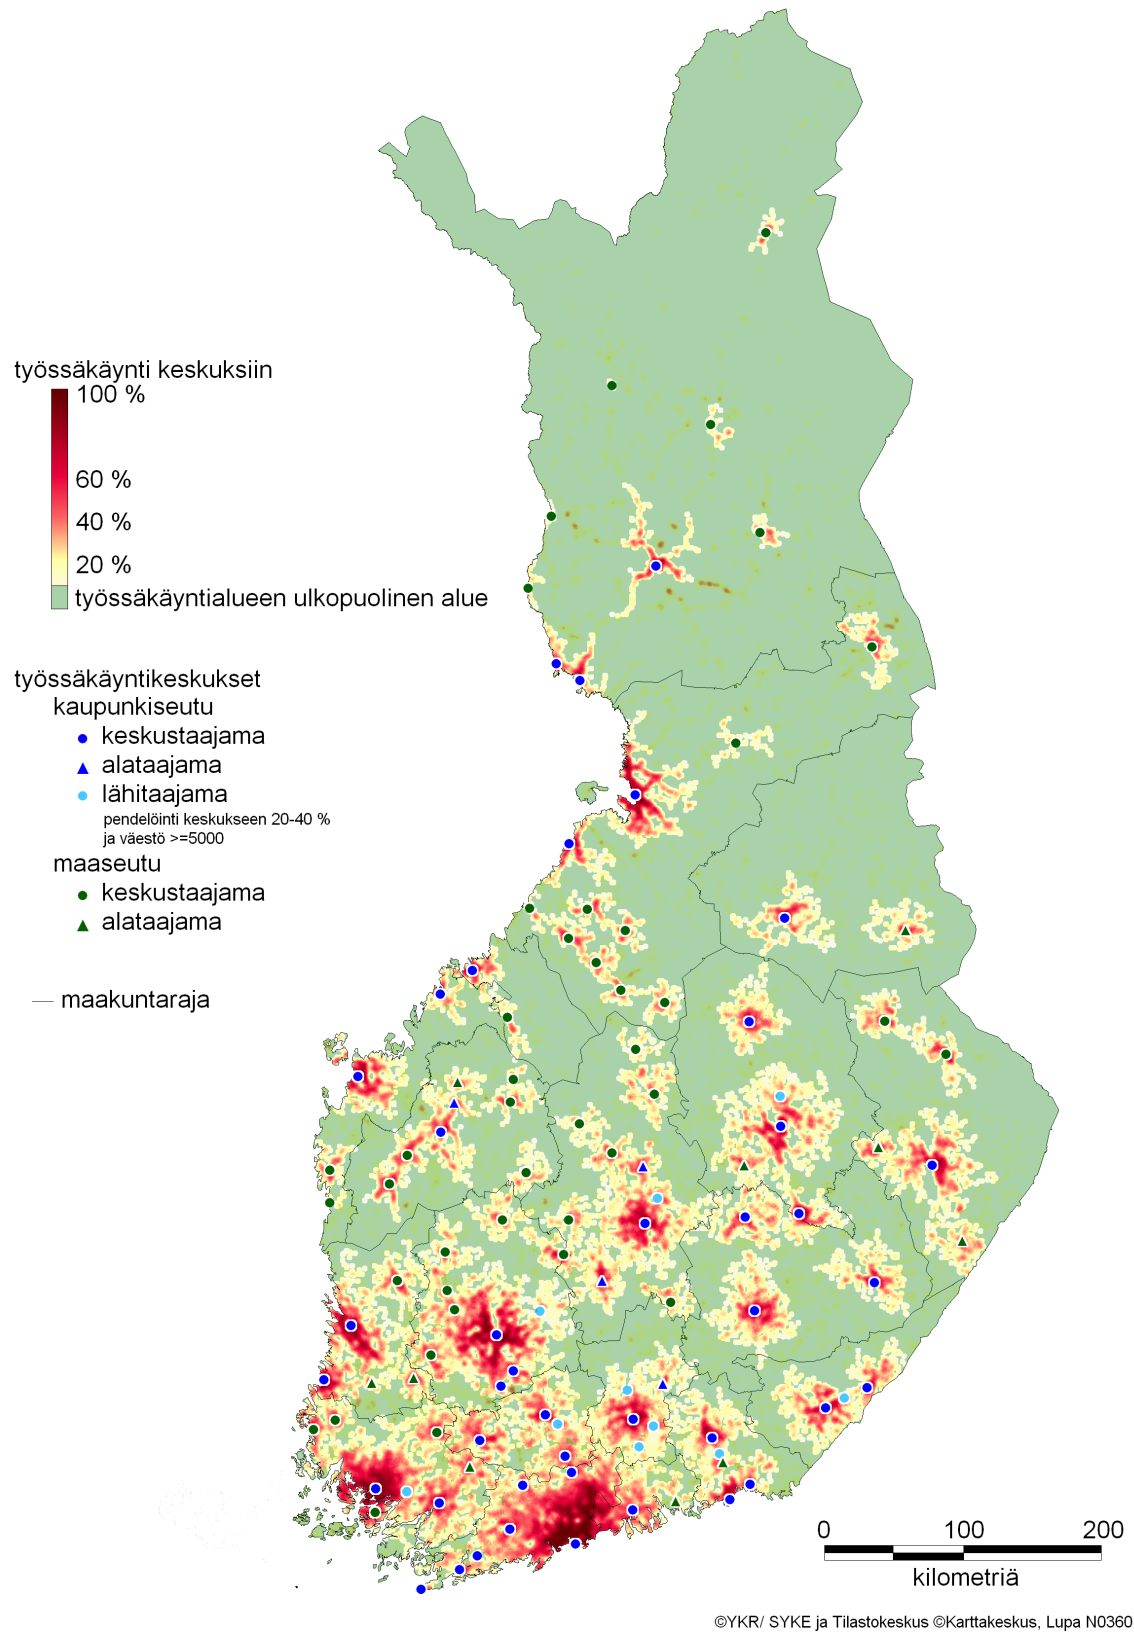 työssäkäynti keskuksiin
100 %
60 %
40 %
20 %
työssäkäyntialueen ulkopuolinen alue
työssäkäyntikeskukset
kaupunkiseutu
keskustaajama
alataajama
lähitaajama
pendelöinti keskukseen 20-40 %
ja väestö >=5000
maaseutu
keskustaajama
alataajama
maakuntaraja
0 100 200
kilometriä
©YKR/ SYKE ja Tilastokeskus ©Karttakeskus, Lupa N0360